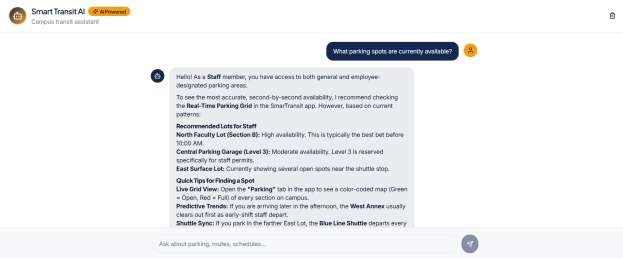 Smart Transit AI
AI Powered
Campus transit assistant
What parking spots are currently available?
Hello! As a Staff member, you have access to both general and employee-
designated parking areas.
To see the most accurate, second-by-second availability, I recommend checking
the Real-Time Parking Grid in the SmarTransit app. However, based on current
patterns:
Recommended Lots for Staff
North Faculty Lot (Section B): High availability. This is typically the best bet before
10:00 AM.
Central Parking Garage (Level 3): Moderate availability. Level 3 is reserved
specifically for staff permits.
East Surface Lot: Currently showing several open spots near the shuttle stop.
Quick Tips for Finding a Spot
Live Grid View: Open the "Parking" tab in the app to see a color-coded map (Green
= Open, Red = Full) of every section on campus.
Predictive Trends: If you are arriving later in the afternoon, the West Annex usually
clears out first as early-shift staff depart.
Shuttle Sync: If you park in the farther East Lot, the Blue Line Shuttle departs every
Ask about parking, routes, schedules...